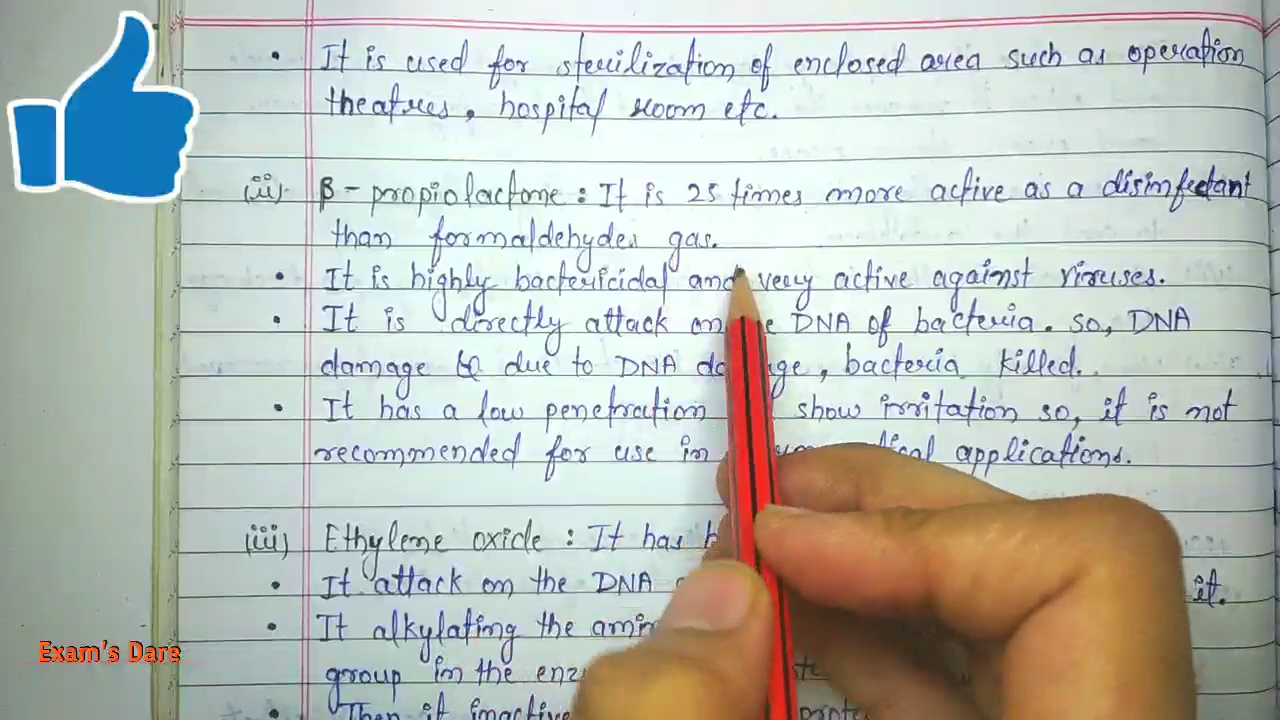 • It is used for sterilization of enclosed area such as operation
theatres, hospital room etc.
(ii). β - propiolactone : It is 25 times more active as a disinfectant
than formaldehydes gas.
• It is highly bactericidal and very active against viruses.
• It is directly attack on DNA of bacteria. so, DNA
damage due to DNA , bacteria killed.
• It has a low penetration show irritation so, it is not
recommended for use in applications.
(iii) Ethylene oxide : It has
• It attack on the DNA it.
• It alkylating the
group in the
Then it
Exam's Dare